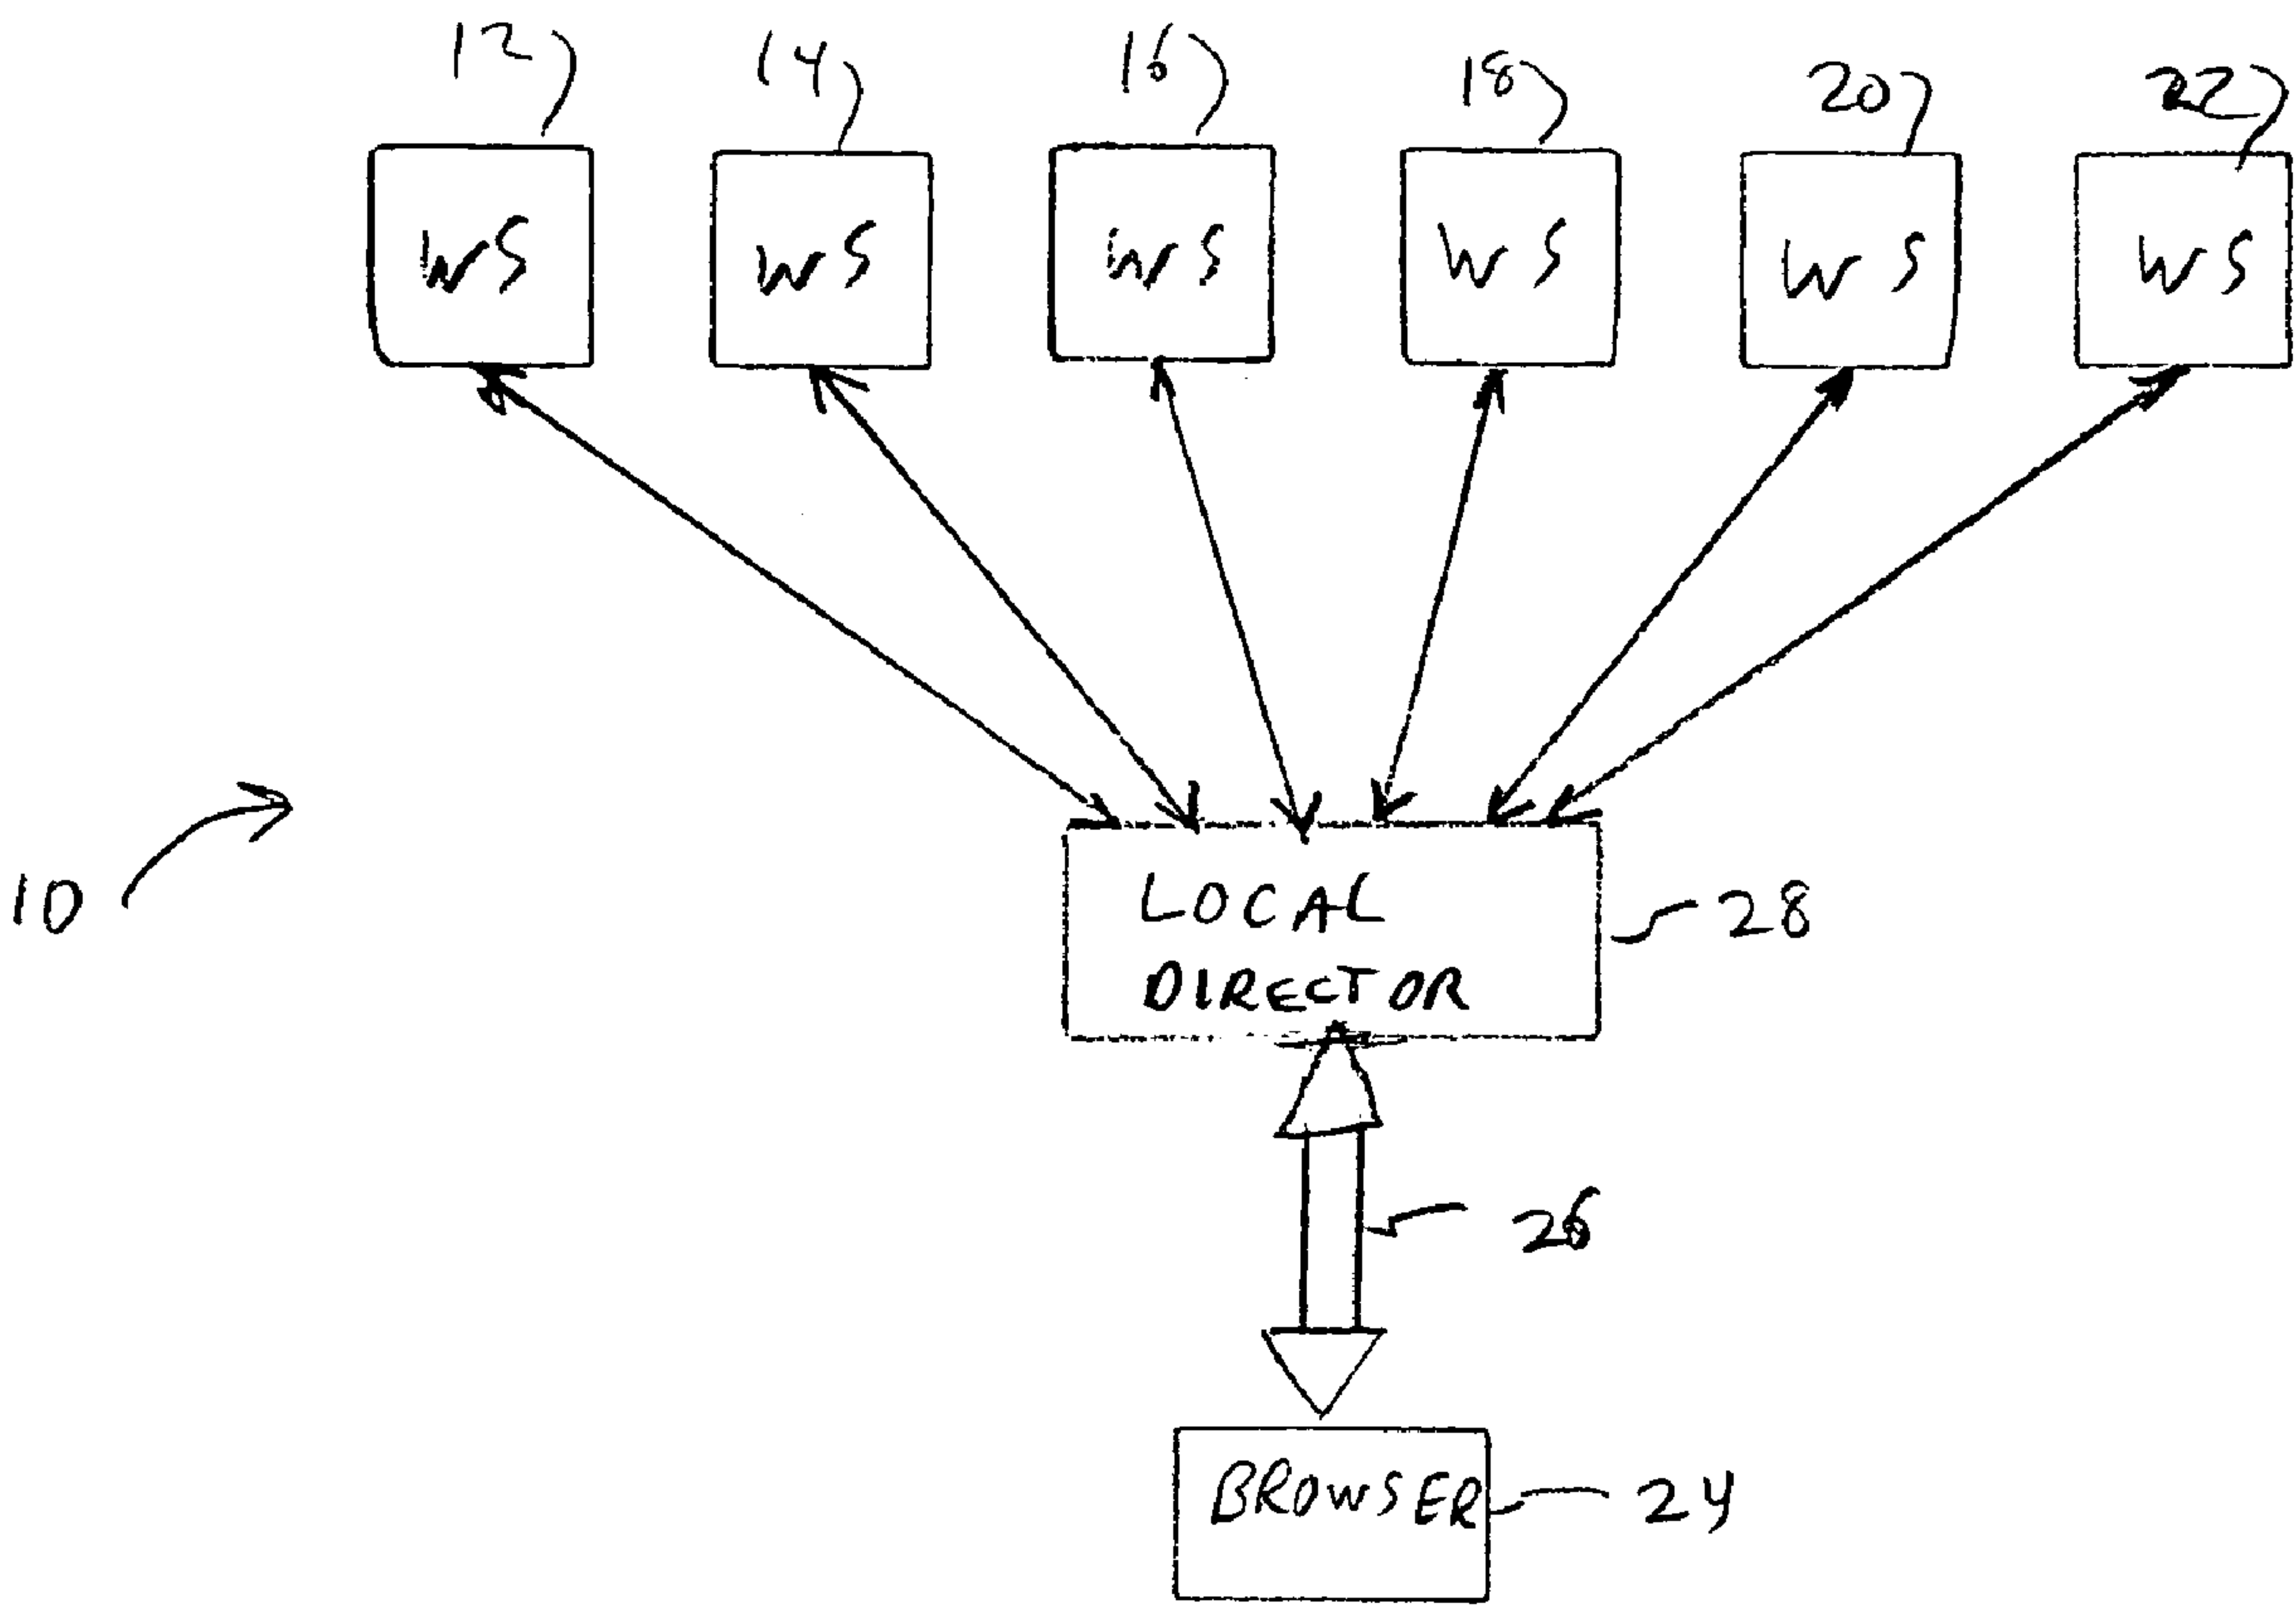 12 14 16 18 20 22
WS WS WS WS WS WS
10
LOCAL
DIRECTOR
28
26
BROWSER
24